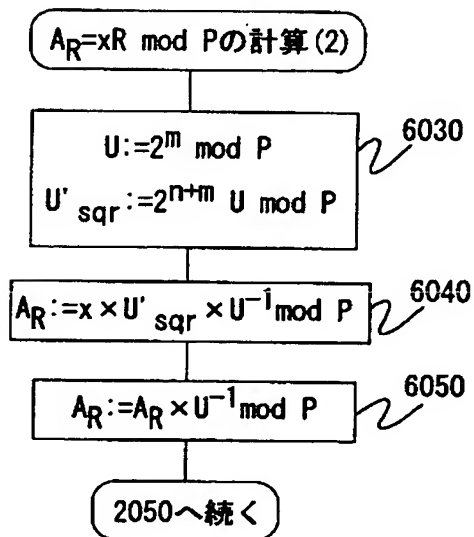 A_R=xR mod Pの計算(2)
6030
U:=2^m mod P
U'_sqr:=2^{n+m} U mod P
6040
A_R:=x×U'_sqr×U^{-1}mod P
6050
A_R:=A_R×U^{-1}mod P
2050へ続く